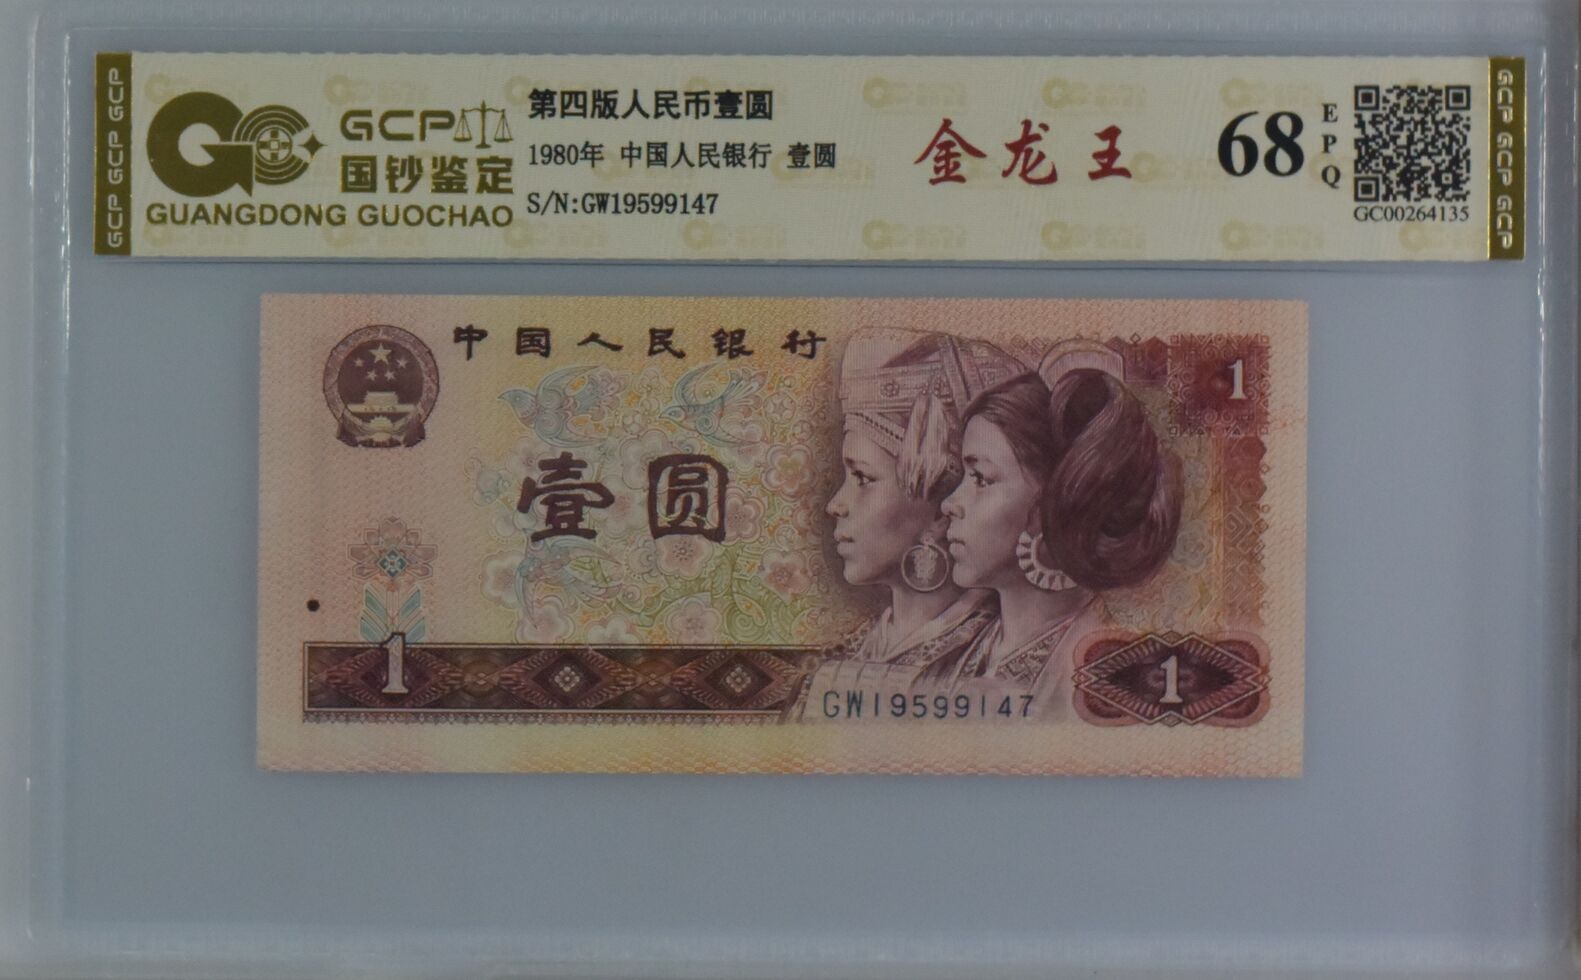 GCP GCP GCP
GCP
国钞鉴定
GUANGDONG GUOCHAO
第四版人民币壹圆
1980年 中国人民银行 壹圆
S/N:GW19599147
金龙王
68
EPQ
GC00264135
GCP GCP GCP
中国人民银行
1
壹圆
1
1
GW19599147